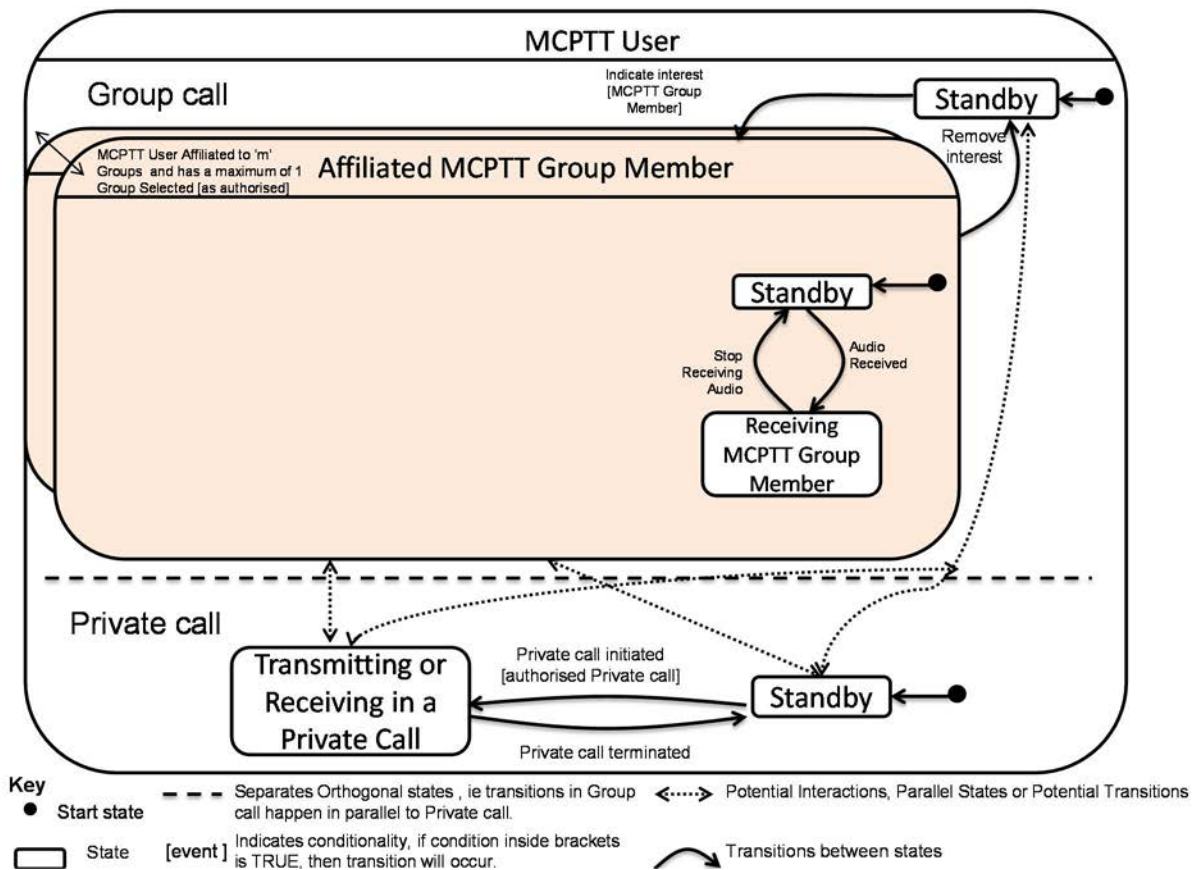 MCPTT User
Group call
Indicate interest
[MCPTT Group
Member]
Standby
Remove
interest
MCPTT User Affiliated to 'm'
Groups and has a maximum of 1
Group Selected [as authorised]
Affiliated MCPTT Group Member
Standby
Stop
Receiving
Audio
Audio
Received
Receiving
MCPTT Group
Member
Private call
Transmitting or
Receiving in a
Private Call
Private call initiated
[authorised Private call]
Standby
Private call terminated
Key
Start state
Separates Orthogonal states , ie transitions in Group
call happen in parallel to Private call.
Potential Interactions, Parallel States or Potential Transitions
State
[event ]
Indicates conditionality, if condition inside brackets
is TRUE, then transition will occur.
Transitions between states